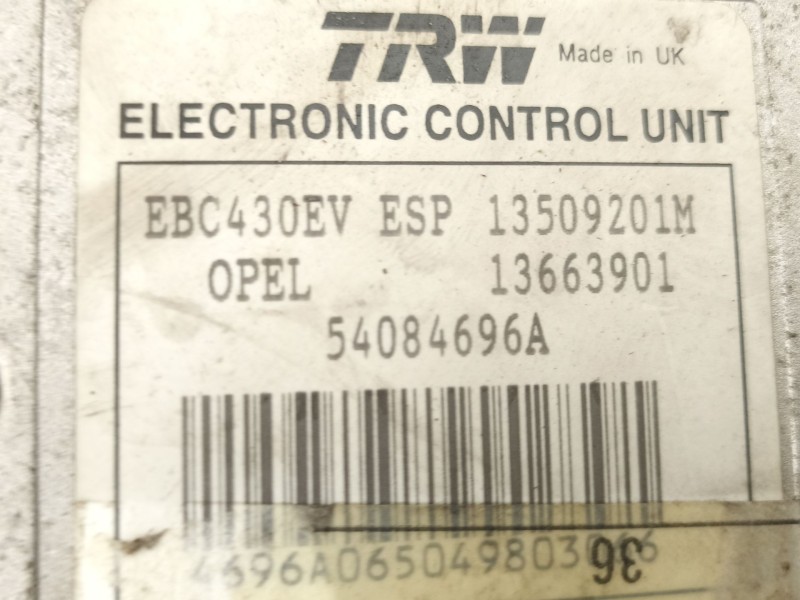 TRW Made in UK
ELECTRONIC CONTROL UNIT
EBC430EV ESP 13509201M
OPEL 13663901
54084696A
36